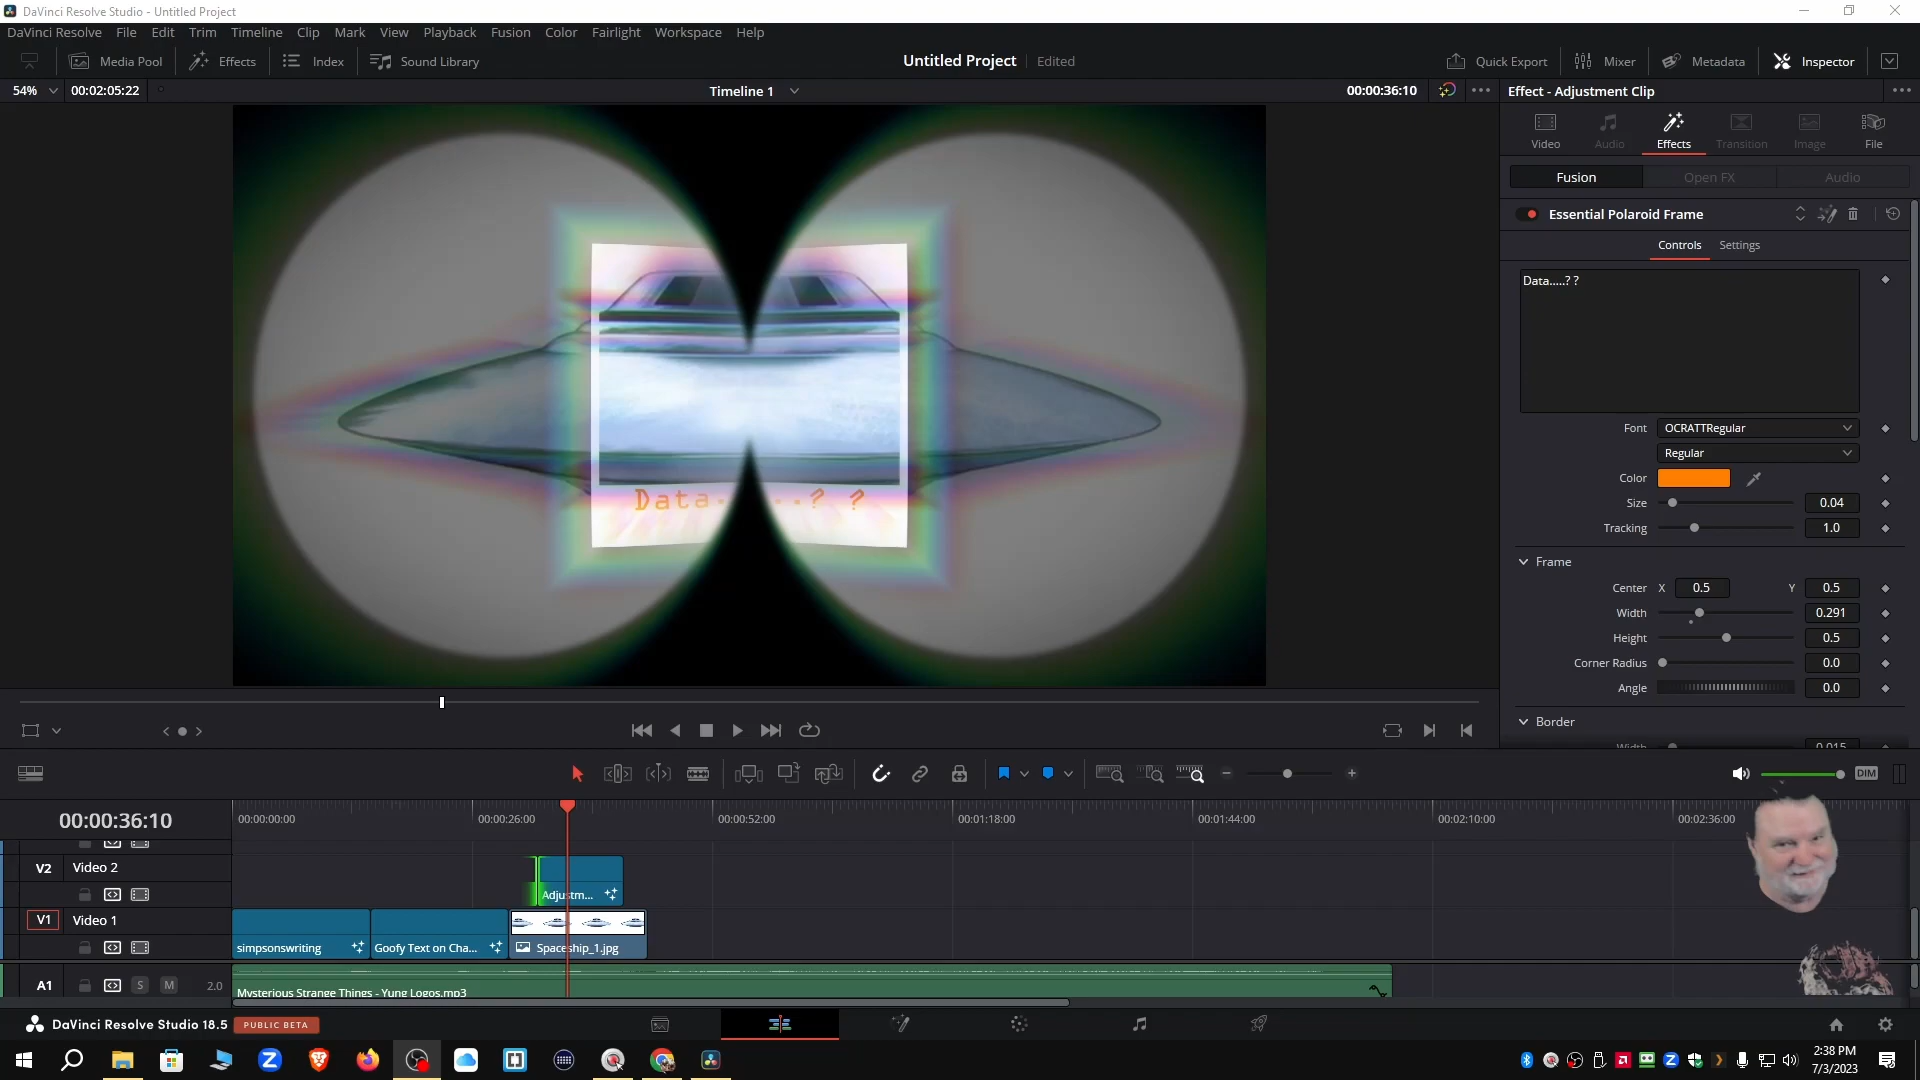 DaVinci Resolve Studio - Untitled Project
DaVinci Resolve File Edit Trim Timeline Clip Mark View Playback Fusion Color Fairlight Workspace Help
Media Pool Effects Index Sound Library Untitled Project Edited Quick Export Mixer Metadata Inspector
54% 00:02:05:22 Timeline 1 00:00:36:10 Effect - Adjustment Clip
Video Audio Effects Transition Image File
Fusion Open FX Audio
Essential Polaroid Frame
Controls Settings
Data.....? ?
Font OCRATTRegular
Regular
Color
Size 0.04
Tracking 1.0
Frame
Center X 0.5 Y 0.5
Width 0.291
Height 0.5
Corner Radius 0.0
Angle 0.0
Border
Width 0.015
DIM
00:00:36:10 00:00:00:00 00:00:26:00 00:00:52:00 00:01:18:00 00:01:44:00 00:02:10:00 00:02:36:00
V2 Video 2
Adjustm...
V1 Video 1
simpsonswriting Goofy Text on Cha... Spaceship_1.jpg
A1 S M 2.0
Mysterious Strange Things - Yung Logos.mp3
DaVinci Resolve Studio 18.5 PUBLIC BETA
2:38 PM
7/3/2023